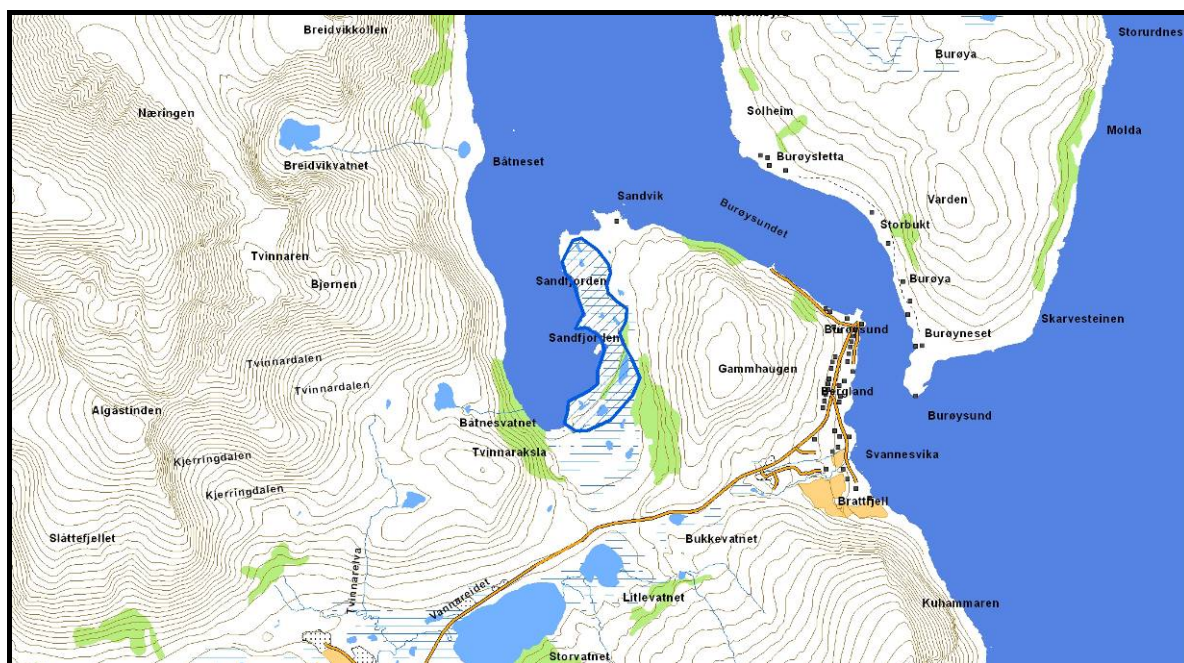 Breidvikkollen
Storurdnes
Burøya
Næringen
Solheim
Molda
Burøysletta
Breidvikvatnet
Båtneset
Sandvik
Varden
Burøysundet
Storbukt
Tvinnaren
Bjørnen
Sandfjorden
Burøya
Skarvesteinen
Burøysund
Burøyneset
Sandfjorden
Tvinnardalen
Tvinnardalen
Gammhaugen
Bergland
Algåstinden
Båtnesvatnet
Burøysund
Tvinnaraksla
Svannesvika
Kjerringdalen
Kjerringdalen
Brattfjell
Slåttefjellet
Bukkevatnet
Tvinnarelva
Vannareidet
Litlevatnet
Kuhammaren
Storvatnet